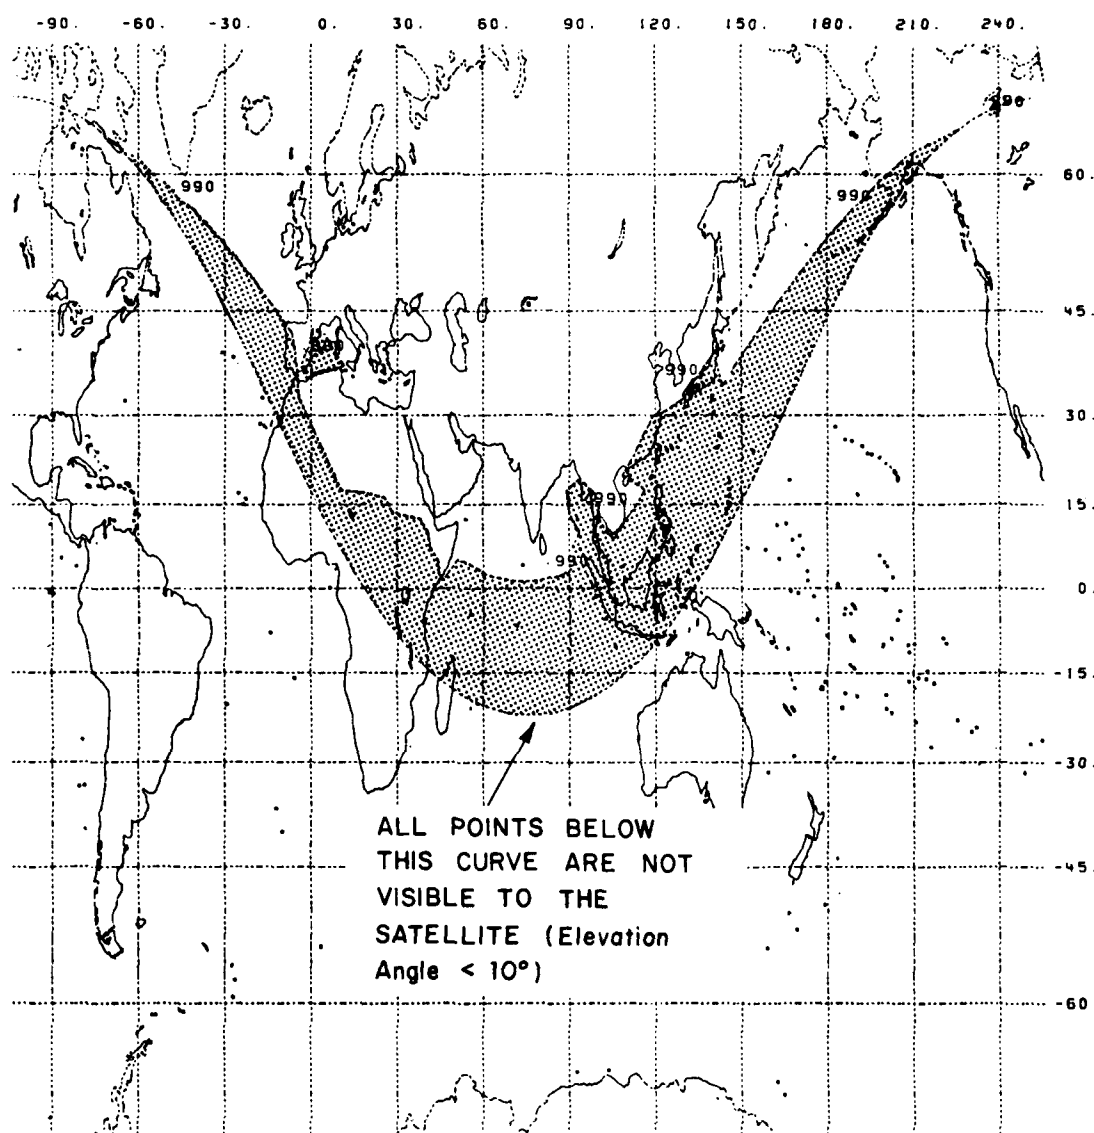 -90. -60. -30. 0. 30. 60. 90. 120. 150. 180. 210. 240.
990
60.
990
45.
990
30.
990
15.
990
0.
-15.
-30.
ALL POINTS BELOW
THIS CURVE ARE NOT
-45.
VISIBLE TO THE
SATELLITE (Elevation
Angle < 10°)
-60